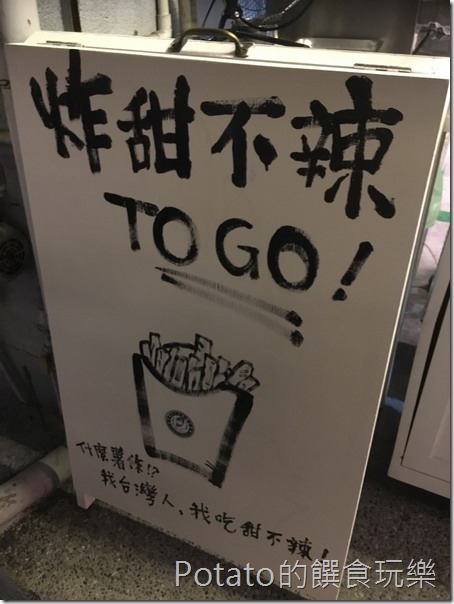 炸甜不辣
TO GO!
什麼薯條!?
我台灣人,我吃甜不辣!
Potato的饌食玩樂